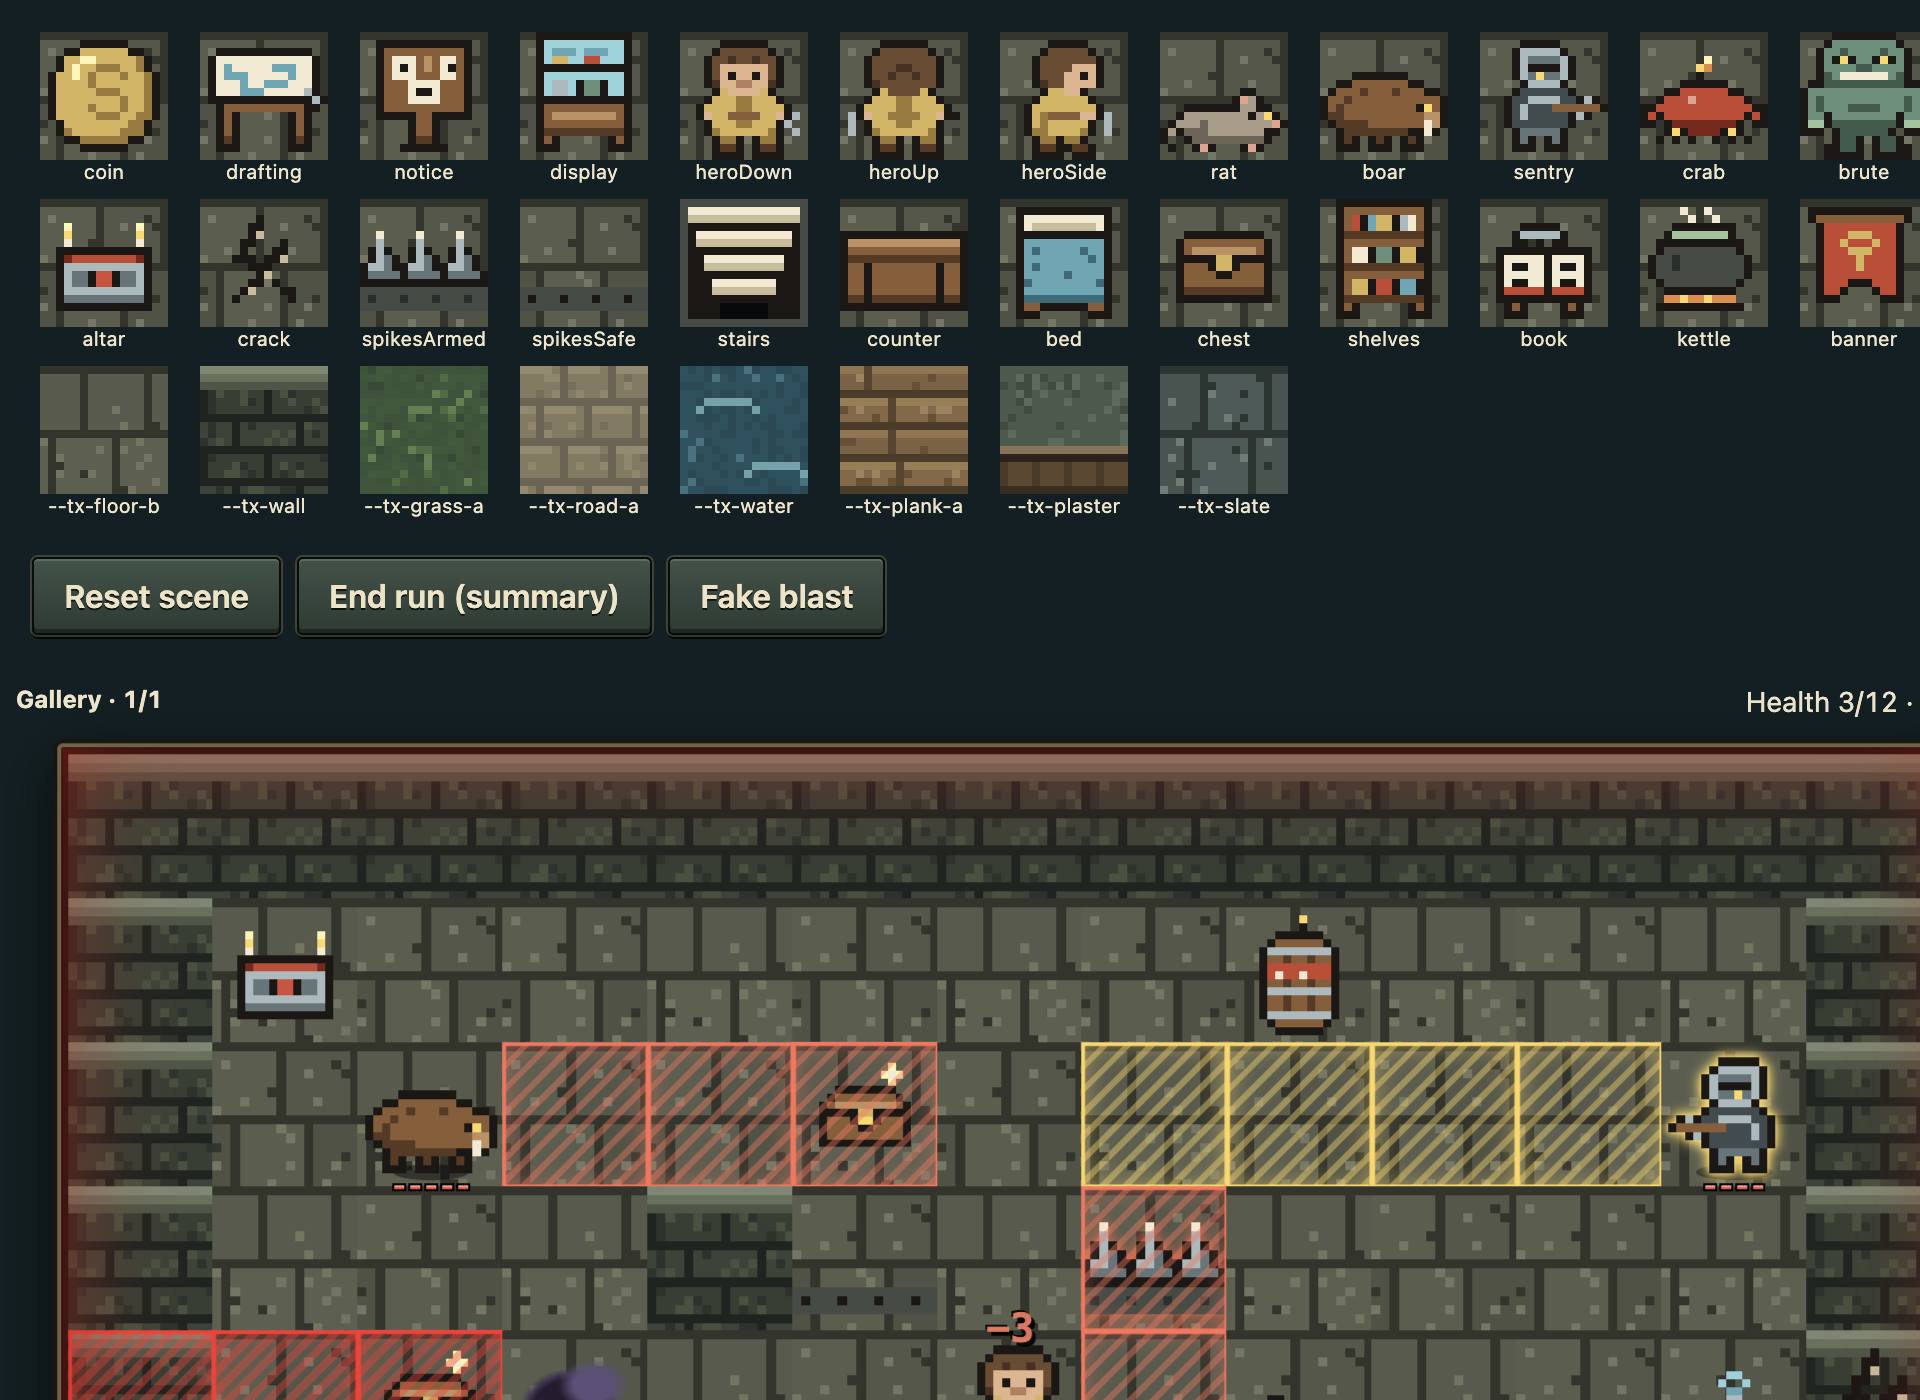 coin drafting notice display heroDown heroUp heroSide rat boar sentry crab brute
altar crack spikesArmed spikesSafe stairs counter bed chest shelves book kettle banner
--tx-floor-b --tx-wall --tx-grass-a --tx-road-a --tx-water --tx-plank-a --tx-plaster --tx-slate
Reset scene End run (summary) Fake blast
Gallery · 1/1 Health 3/12 ·
-3